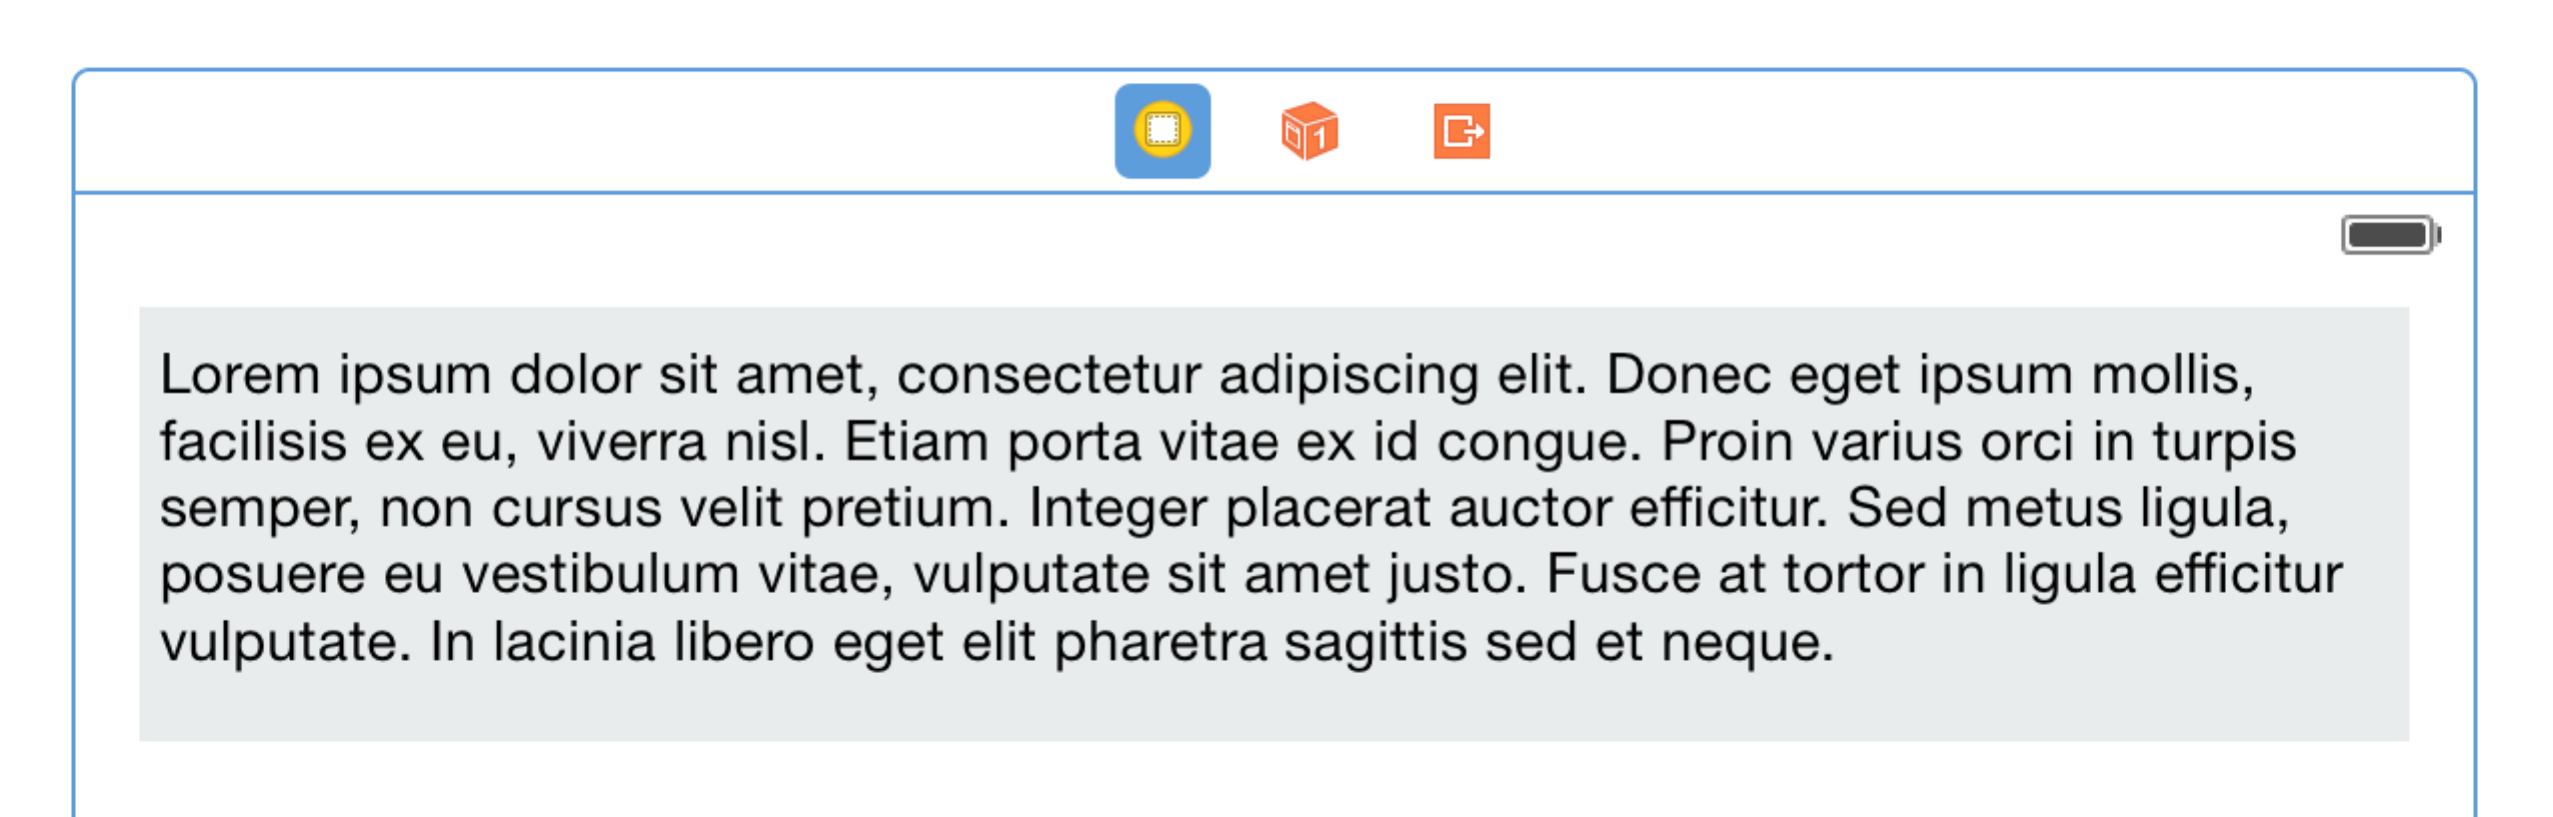 1
Lorem ipsum dolor sit amet, consectetur adipiscing elit. Donec eget ipsum mollis,
facilisis ex eu, viverra nisl. Etiam porta vitae ex id congue. Proin varius orci in turpis
semper, non cursus velit pretium. Integer placerat auctor efficitur. Sed metus ligula,
posuere eu vestibulum vitae, vulputate sit amet justo. Fusce at tortor in ligula efficitur
vulputate. In lacinia libero eget elit pharetra sagittis sed et neque.